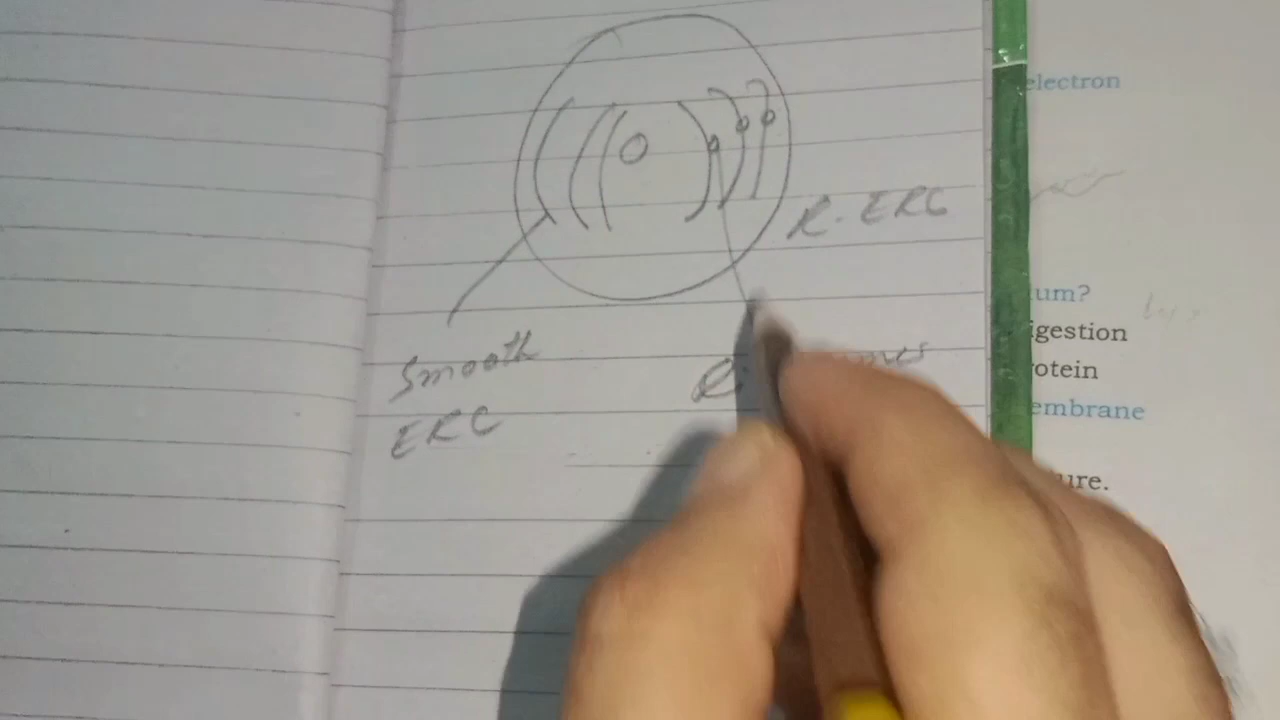 electron
R. ERC
um?
igestion
Smooth
otein
ERC
embrane
ure.